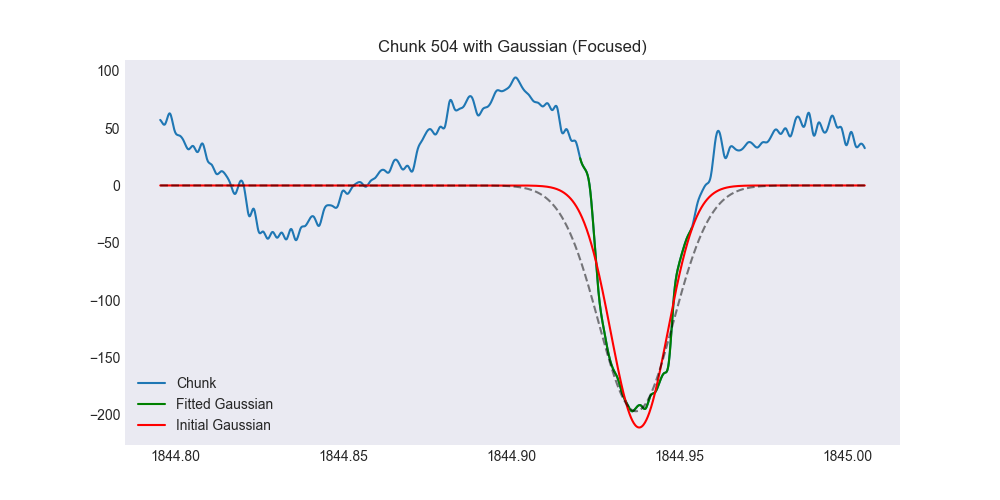 Chunk 504 with Gaussian (Focused)
100
50
0
−50
−100
−150
−200
Chunk
Fitted Gaussian
Initial Gaussian
1844.80 1844.85 1844.90 1844.95 1845.00